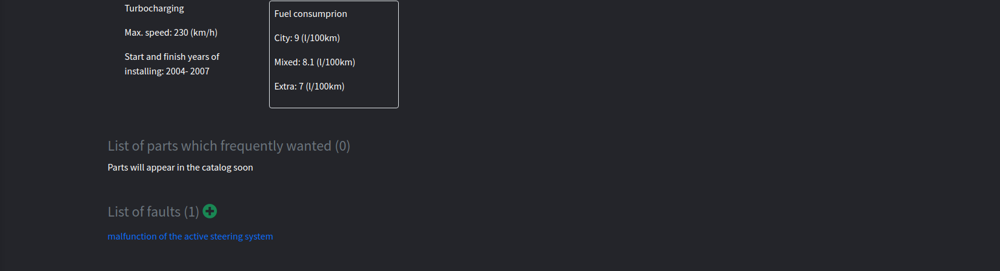 Turbocharging
Max. speed: 230 (km/h)
Start and finish years of
installing: 2004- 2007
Fuel consumprion
City: 9 (l/100km)
Mixed: 8.1 (l/100km)
Extra: 7 (l/100km)
List of parts which frequently wanted (0)
Parts will appear in the catalog soon
List of faults (1)
malfunction of the active steering system